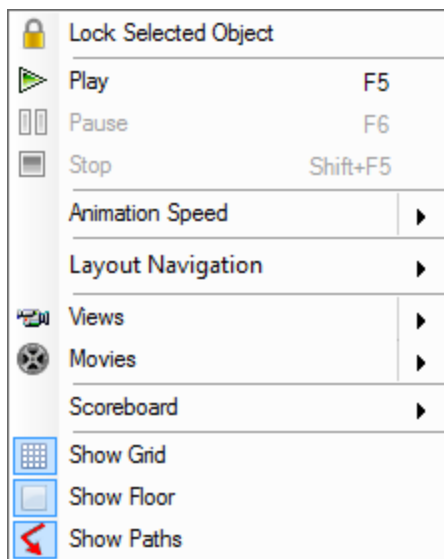 Lock Selected Object
Play F5
Pause F6
Stop Shift+F5
Animation Speed
Layout Navigation
Views
Movies
Scoreboard
Show Grid
Show Floor
Show Paths